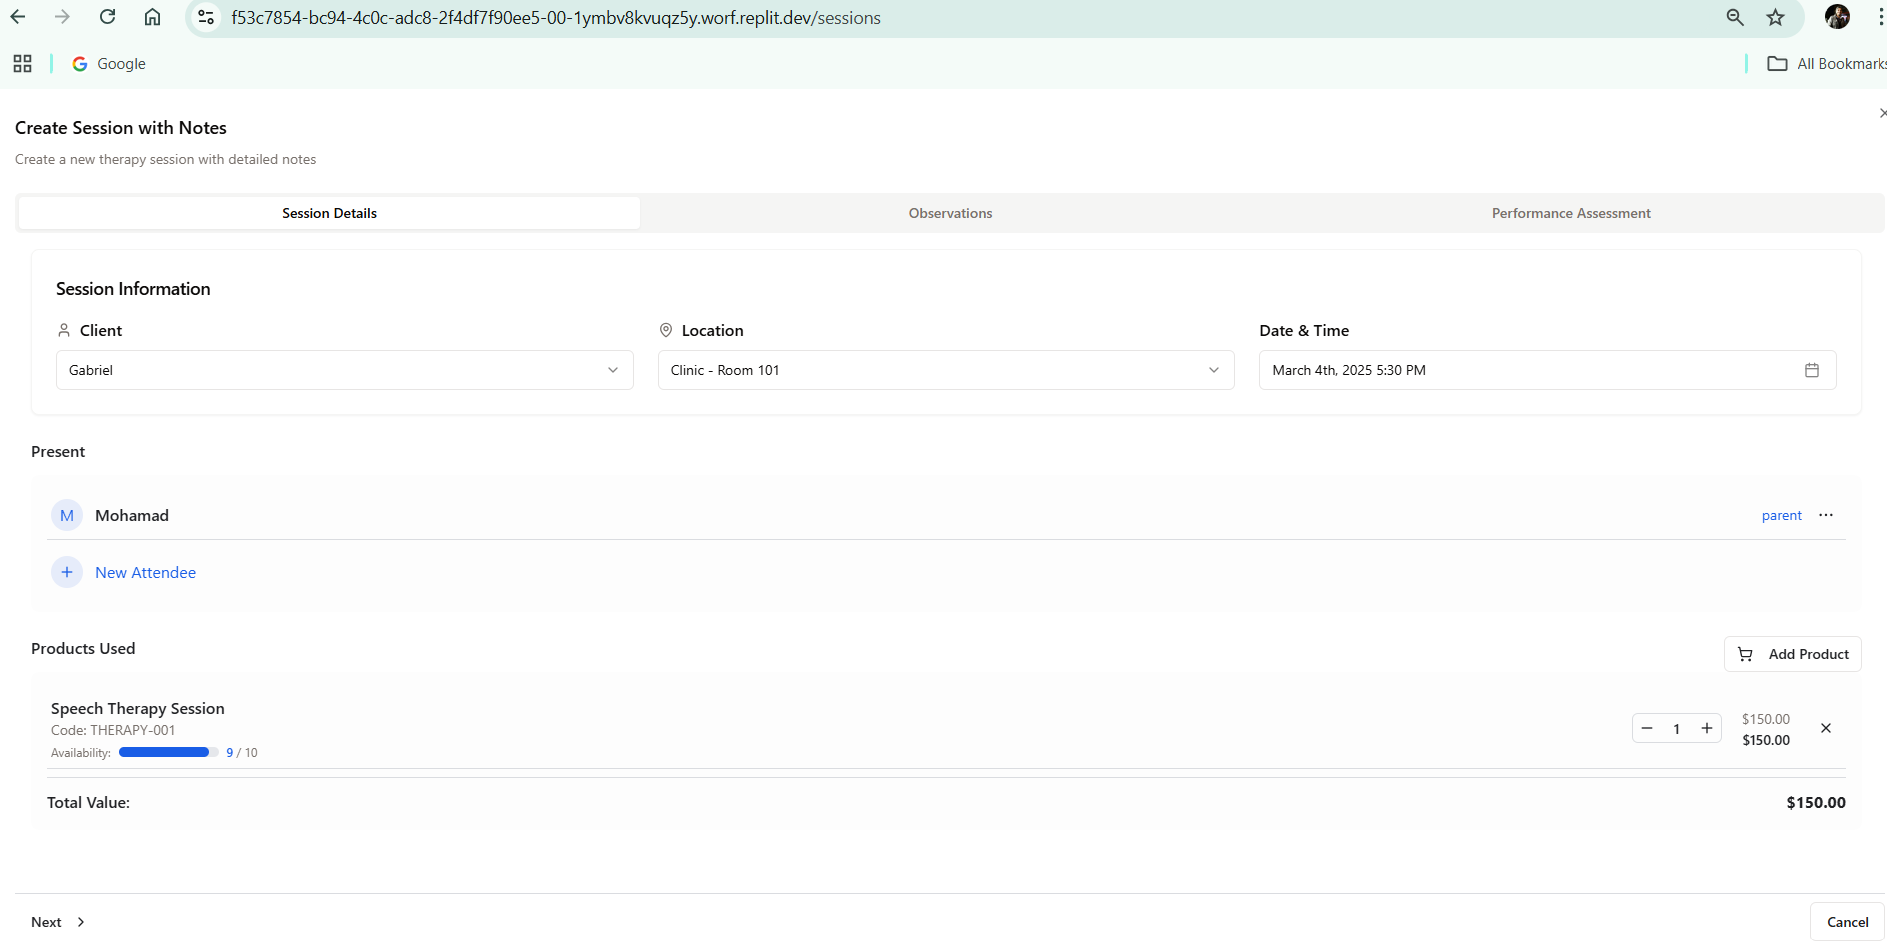 f53c7854-bc94-4c0c-adc8-2f4df7f90ee5-00-1ymbv8kvuqz5y.worf.replit.dev/sessions
Google
All Bookmarks
Create Session with Notes
Create a new therapy session with detailed notes
Session Details
Observations
Performance Assessment
Session Information
Client
Location
Date & Time
Gabriel
Clinic - Room 101
March 4th, 2025 5:30 PM
Present
M
Mohamad
parent
New Attendee
Products Used
Add Product
Speech Therapy Session
Code: THERAPY-001
Availability: 9 / 10
1
$150.00
$150.00
Total Value:
$150.00
Next
Cancel